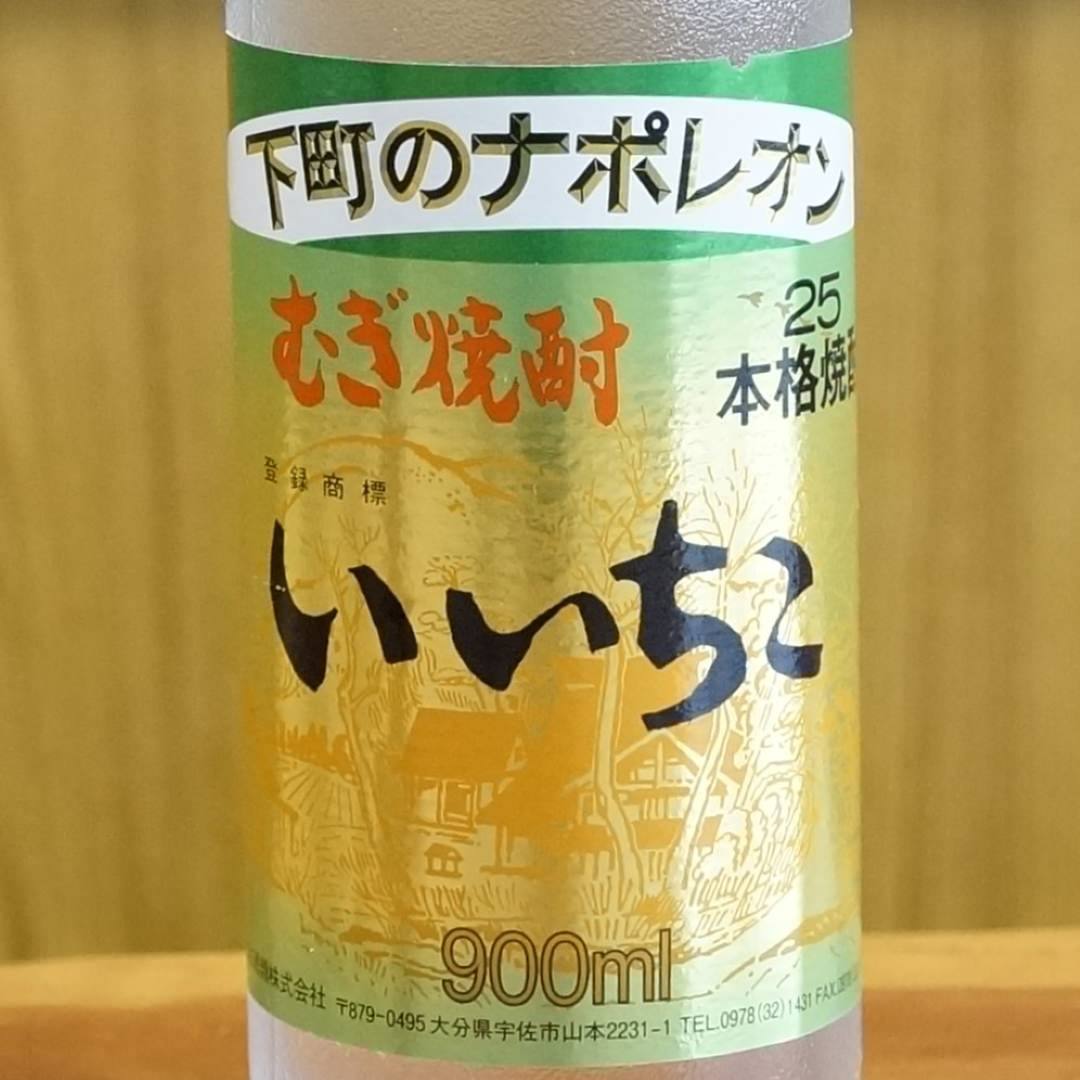 下町のナポレオン
むぎ焼酎
25
本格焼酎
登録商標
いいちこ
900ml
株式会社 〒879-0495 大分県宇佐市山本2231-1 TEL.0978(32)1431 FAX.0978